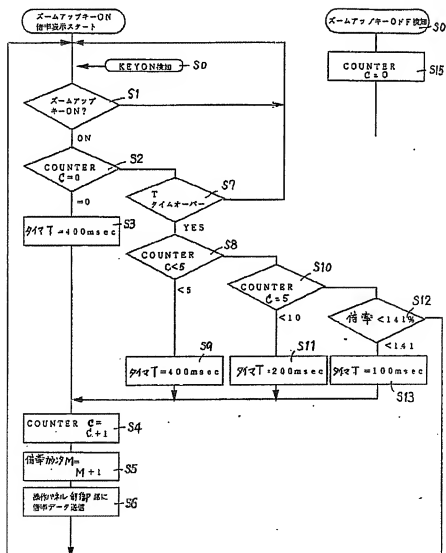 ズームアップキーON
倍率表示スタート
KEYON検知
S0
ズームアップ
キーON?
S1
ON
COUNTER
C=0
S2
=0
S3
タイマT=400msec
T
タイムオーバー
S7
YES
COUNTER
C<5
S8
<5
COUNTER
C=5
S10
<10
倍率<141%
S12
<141
S9
タイマT=400msec
S11
タイマT=200msec
タイマT=100msec
S13
COUNTER C=
C+1
S4
倍率カウンタM=
M+1
S5
操作パネル制御部に
倍率データ送信
S6
ズームアップキーOFF検知
S0
COUNTER
C=0
S15